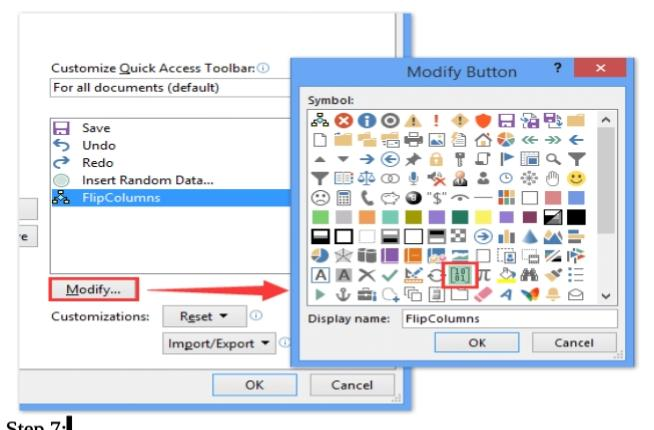 Customize Quick Access Toolbar:
For all documents (default)
Save
Undo
Redo
Insert Random Data...
FlipColumns
Modify...
Customizations:
Reset
Import/Export
OK
Cancel
Modify Button
?
Symbol:
Display name:
FlipColumns
OK
Cancel
Step 7: